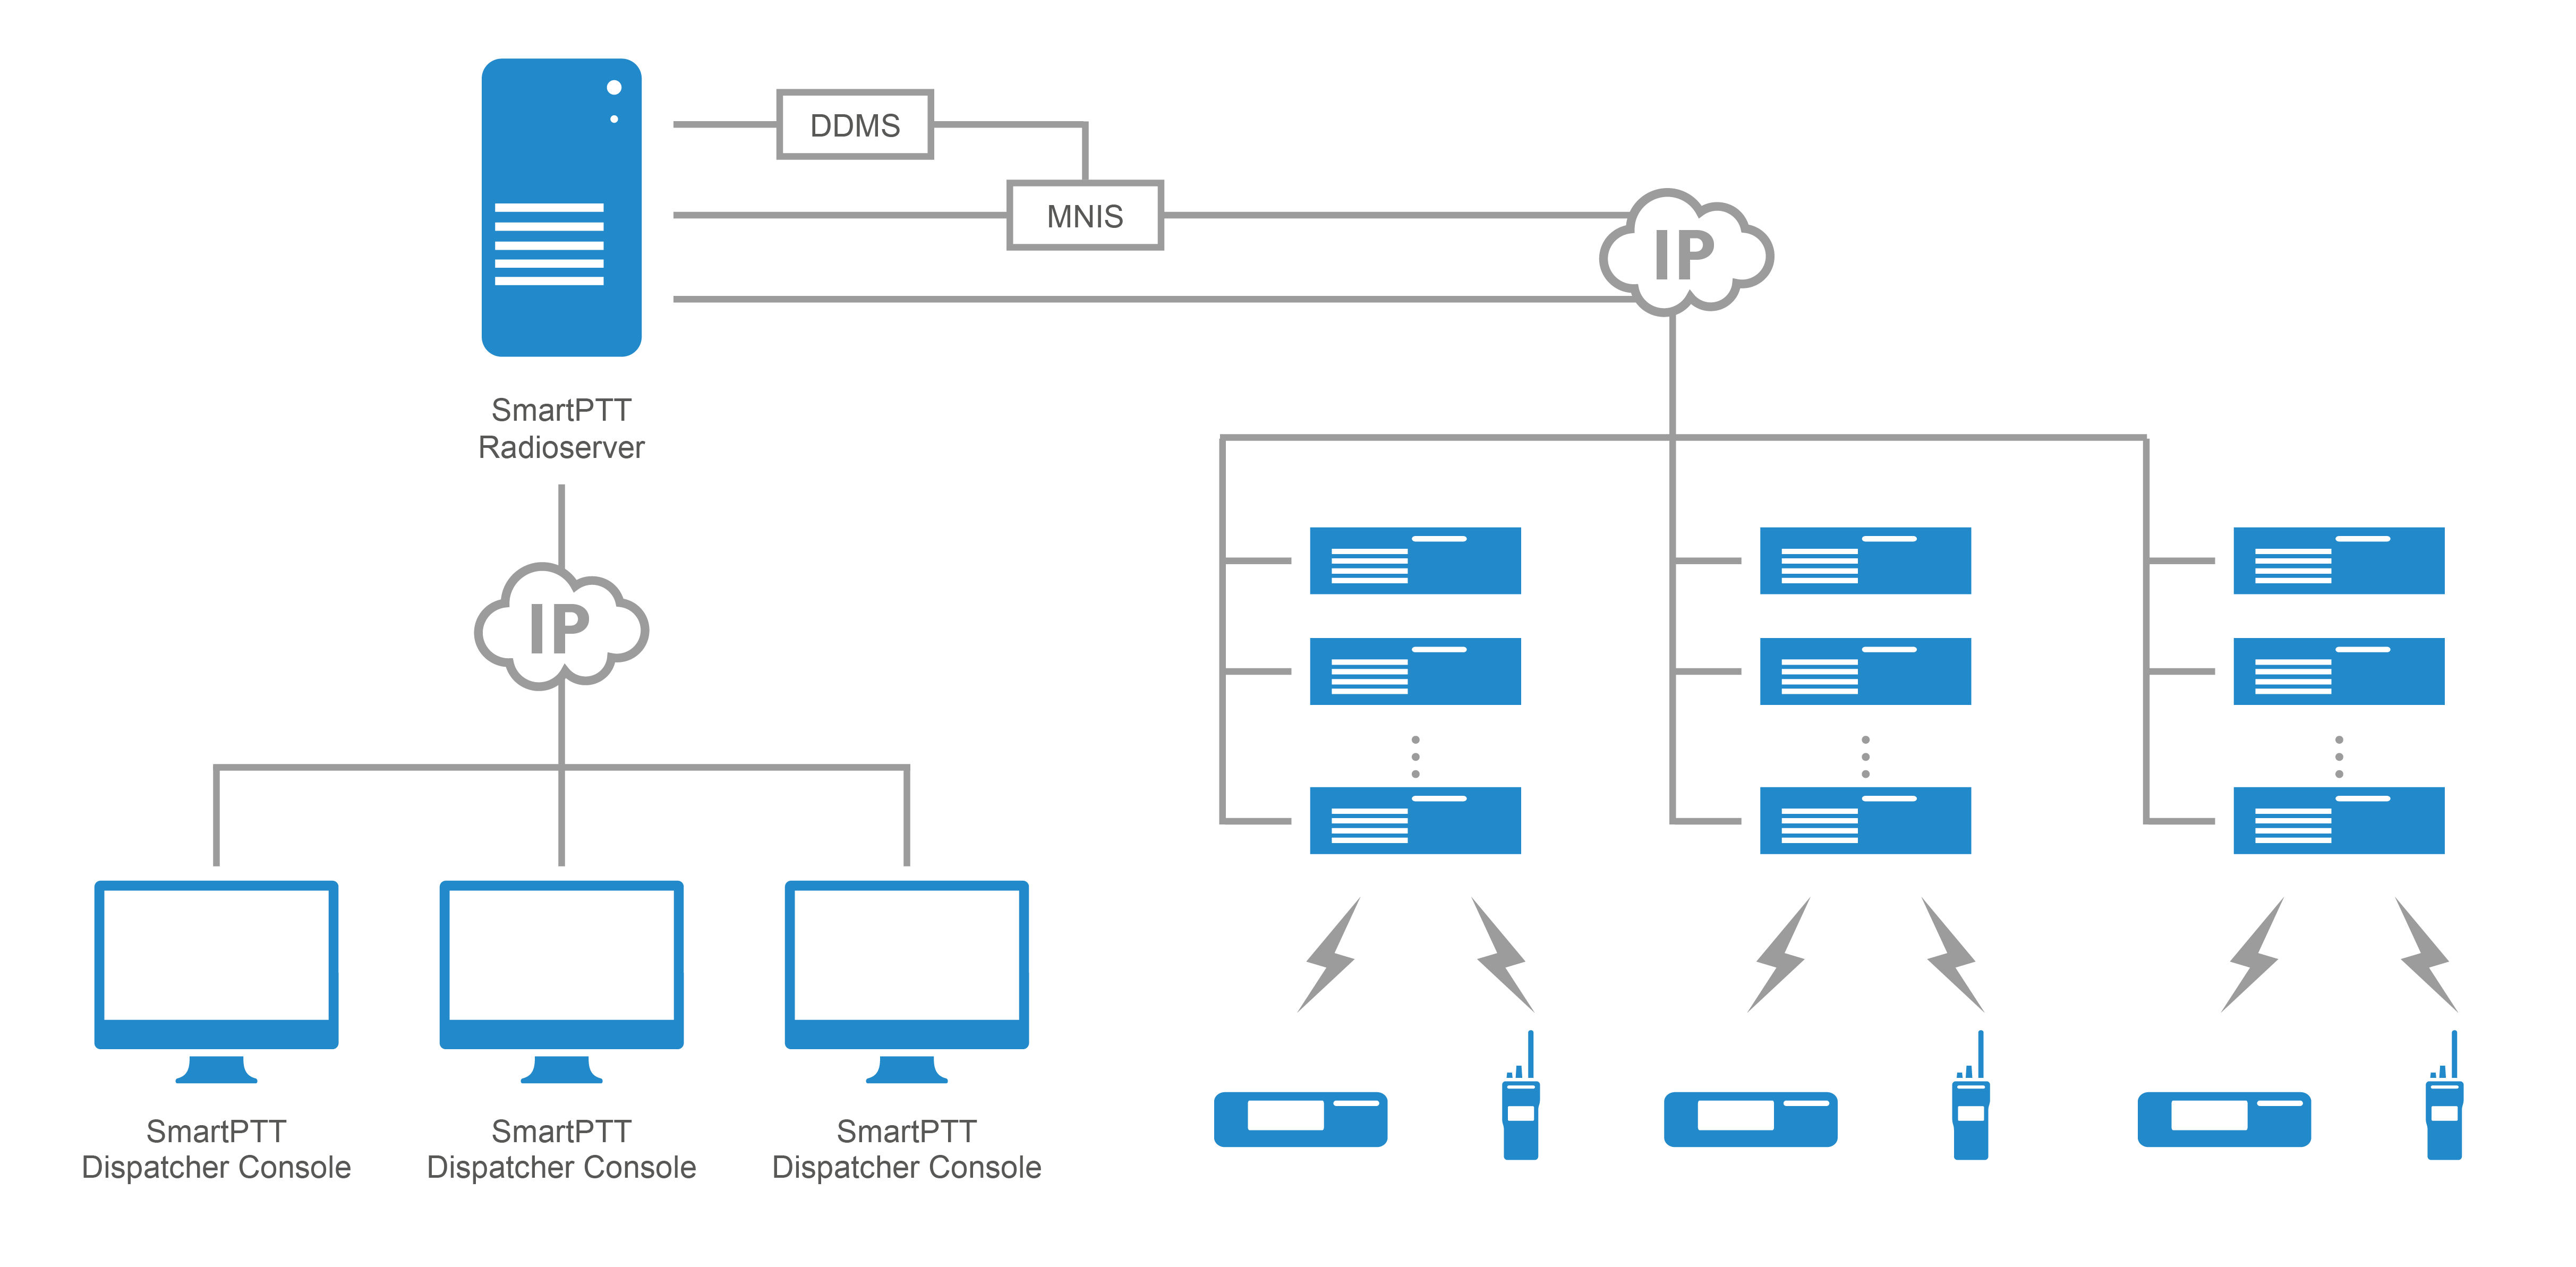 DDMS
MNIS
IP
SmartPTT
Radioserver
IP
SmartPTT
Dispatcher Console
SmartPTT
Dispatcher Console
SmartPTT
Dispatcher Console